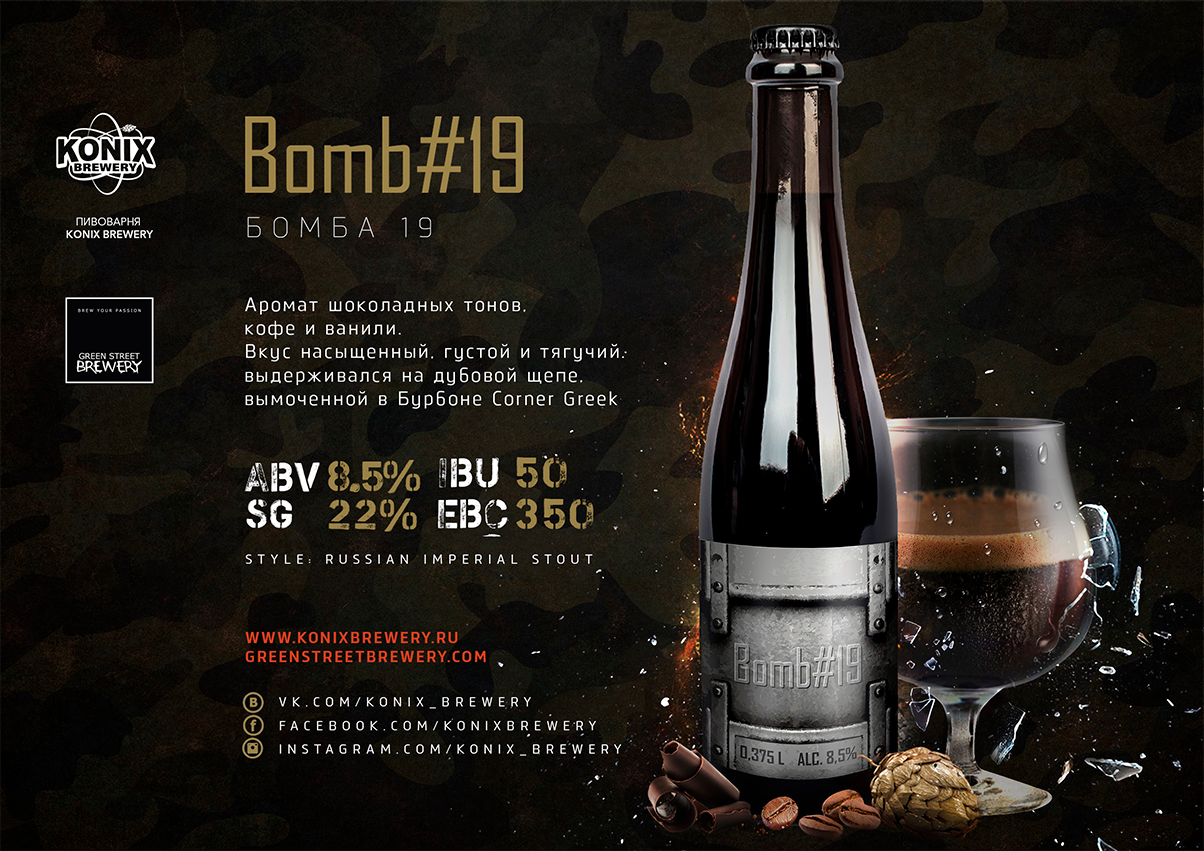 KONIX
BREWERY
ПИВОВАРНЯ
KONIX BREWERY
BREW YOUR PASSION
GREEN STREET
BREWERY
Bomb#19
БОМБА 19
Аромат шоколадных тонов,
кофе и ванили.
Вкус насыщенный, густой и тягучий,
выдерживался на дубовой щепе,
вымоченной в Бурбоне Corner Greek
ABV 8.5% IBU 50
SG 22% EBC 350
STYLE: RUSSIAN IMPERIAL STOUT
WWW.KONIXBREWERY.RU
GREENSTREETBREWERY.COM
VK.COM/KONIX_BREWERY
FACEBOOK.COM/KONIXBREWERY
INSTAGRAM.COM/KONIX_BREWERY
Bomb#19
0,375 L ALC. 8,5%